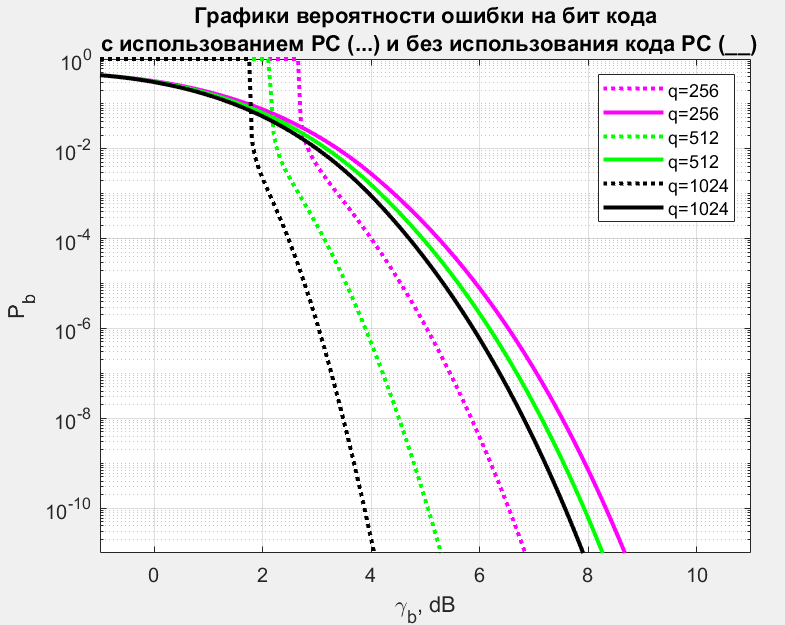 Графики вероятности ошибки на бит кода
с использованием РС (...) и без использования кода РС (__)
10^0
10^-2
10^-4
10^-6
10^-8
10^-10
P_b
q=256
q=256
q=512
q=512
q=1024
q=1024
0 2 4 6 8 10
γ_b, dB